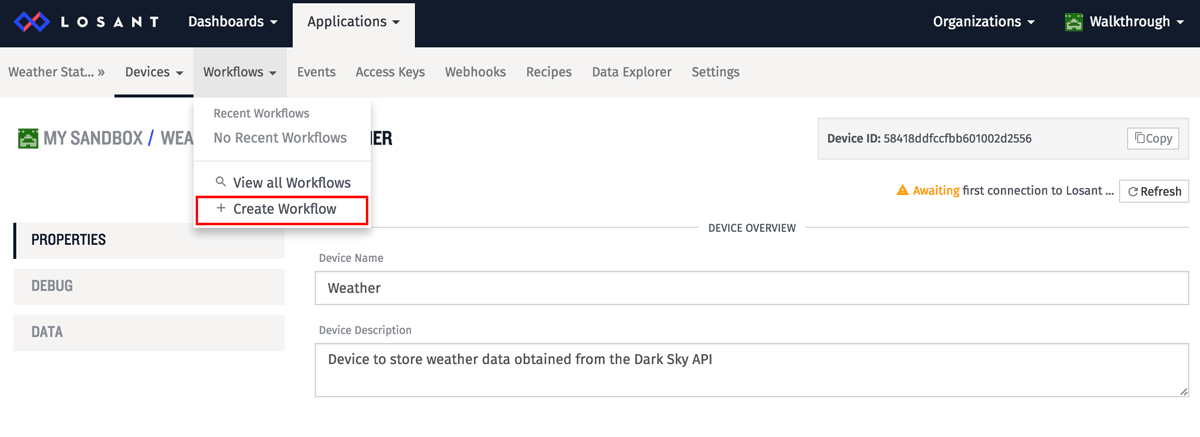 LOSANT Dashboards Applications Organizations Walkthrough
Weather Stat... » Devices Workflows Events Access Keys Webhooks Recipes Data Explorer Settings
Recent Workflows
No Recent Workflows
View all Workflows
+ Create Workflow
MY SANDBOX / WEA
HER
Device ID: 58418ddfccfbb601002d2556 Copy
Awaiting first connection to Losant ... Refresh
PROPERTIES
DEBUG
DATA
DEVICE OVERVIEW
Device Name
Weather
Device Description
Device to store weather data obtained from the Dark Sky API